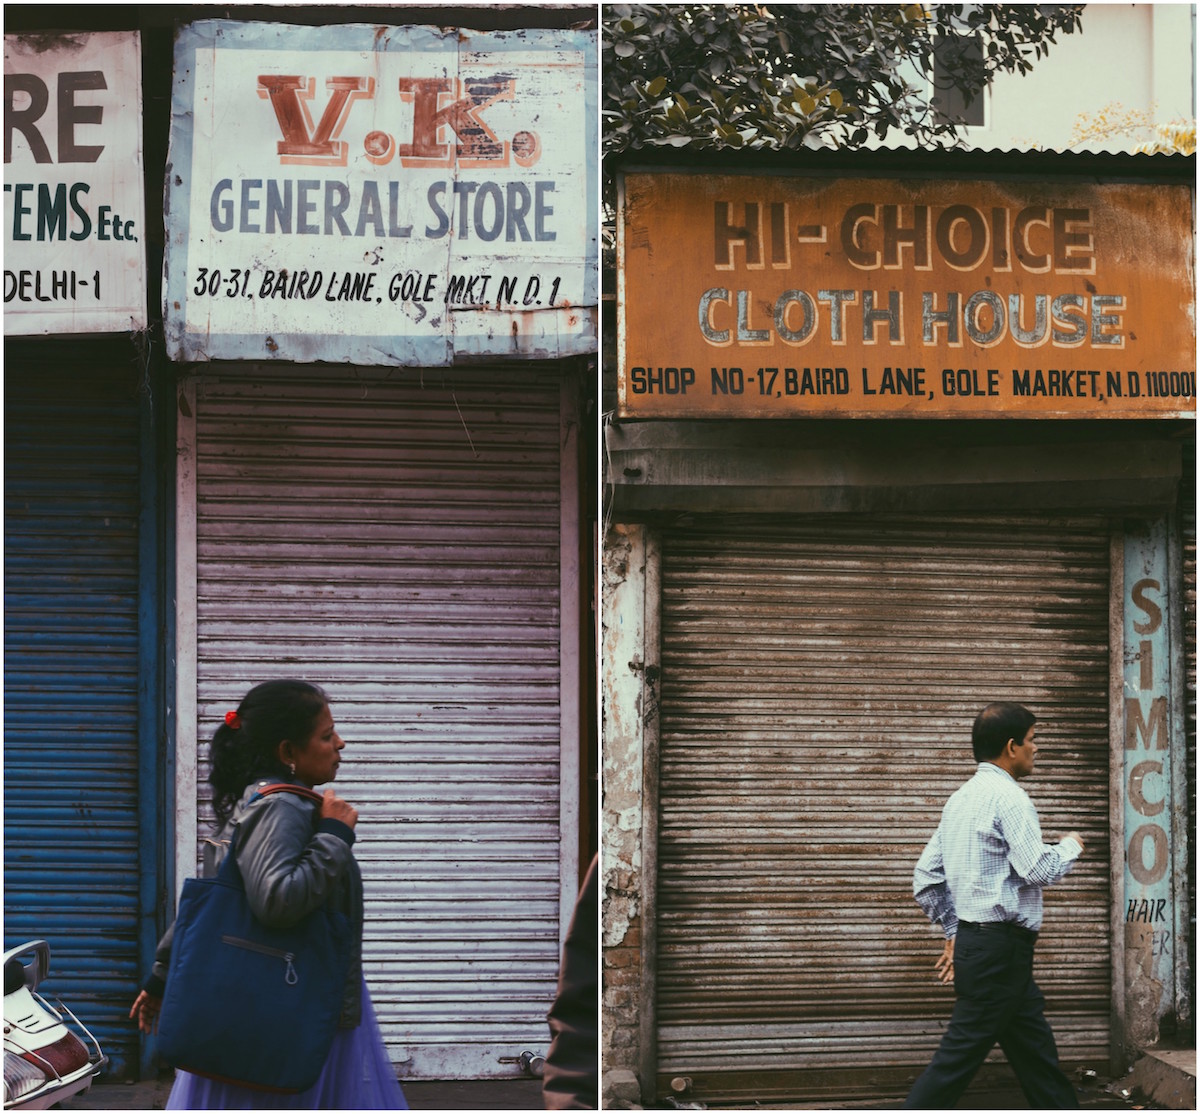 RE
TEMS Etc.
DELHI-1
V.K.
GENERAL STORE
30-31, BAIRD LANE, GOLE MKT. N.D.1
HI-CHOICE
CLOTH HOUSE
SHOP NO-17, BAIRD LANE, GOLE MARKET, N.D.110001
SIMCO
HAIR
ER